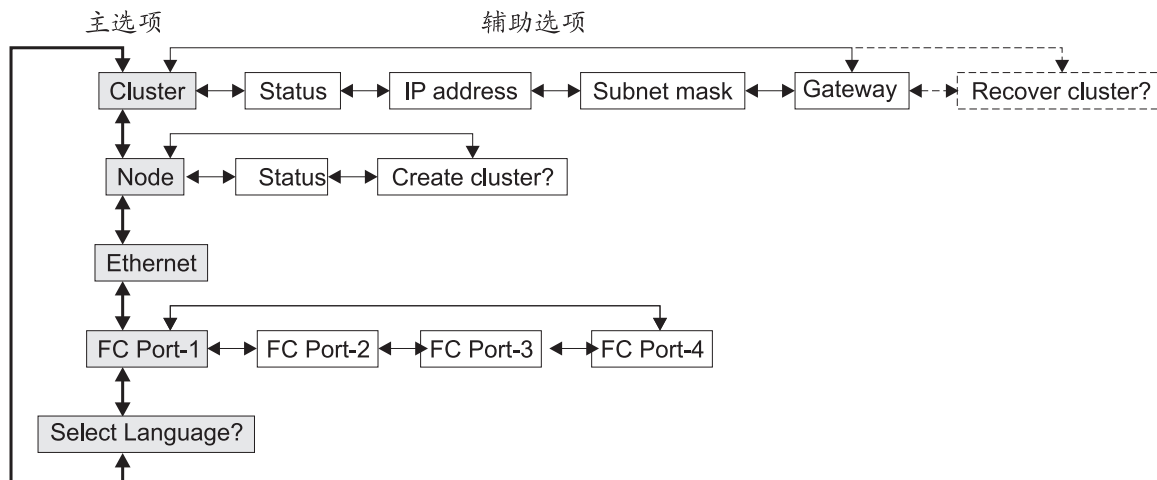 主选项 辅助选项
Cluster Status IP address Subnet mask Gateway Recover cluster?
Node Status Create cluster?
Ethernet
FC Port-1 FC Port-2 FC Port-3 FC Port-4
Select Language?